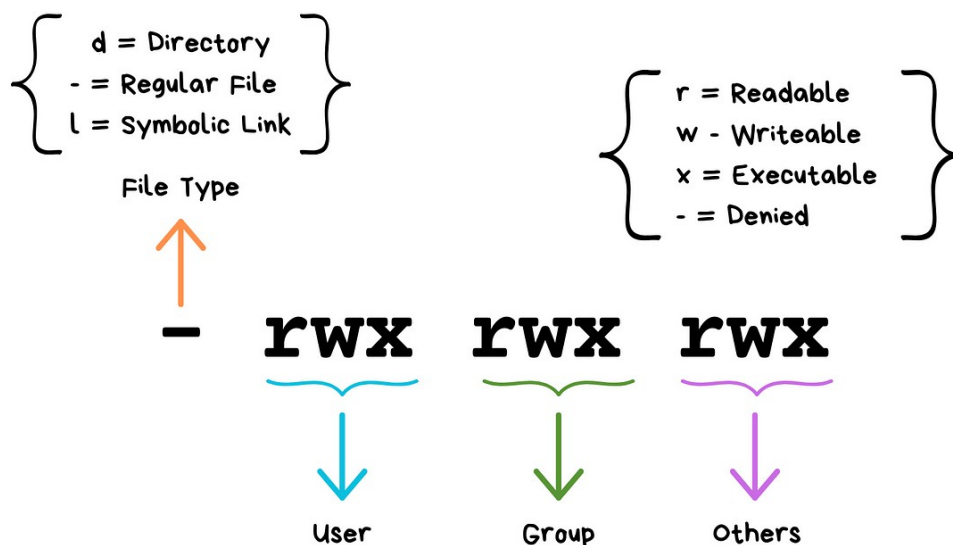 d = Directory
- = Regular File
l = Symbolic Link
File Type
r = Readable
w - Writeable
x = Executable
- = Denied
- rwx rwx rwx
User Group Others